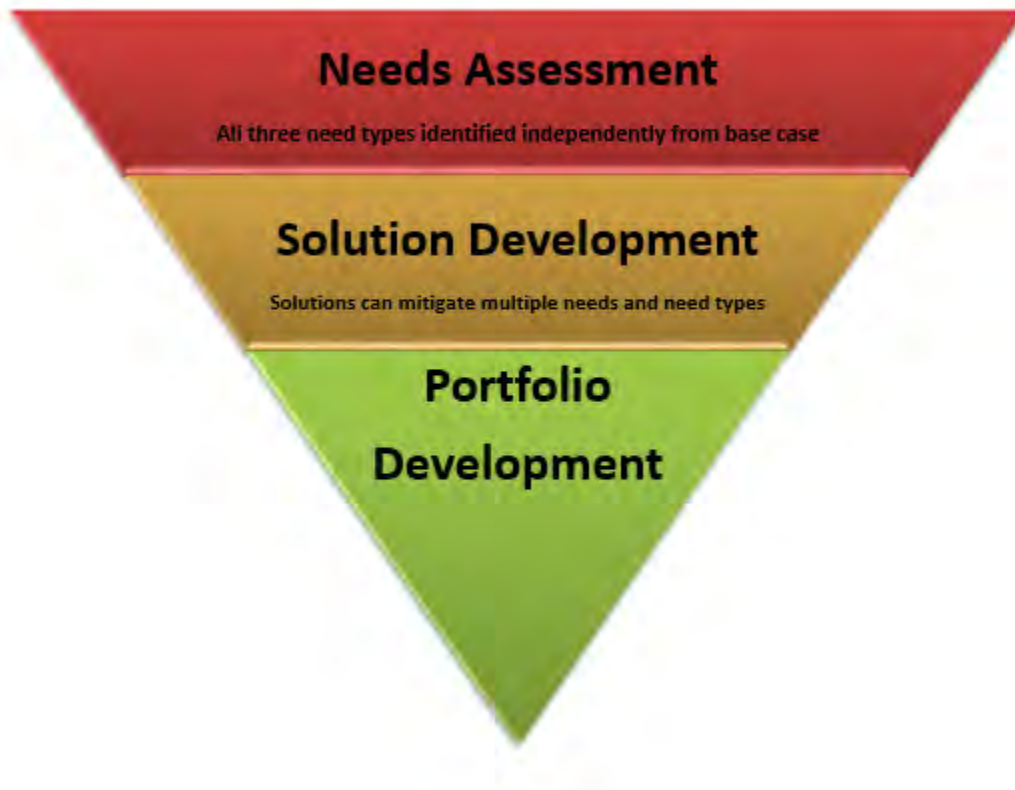 Needs Assessment
All three need types identified independently from base case
Solution Development
Solutions can mitigate multiple needs and need types
Portfolio
Development